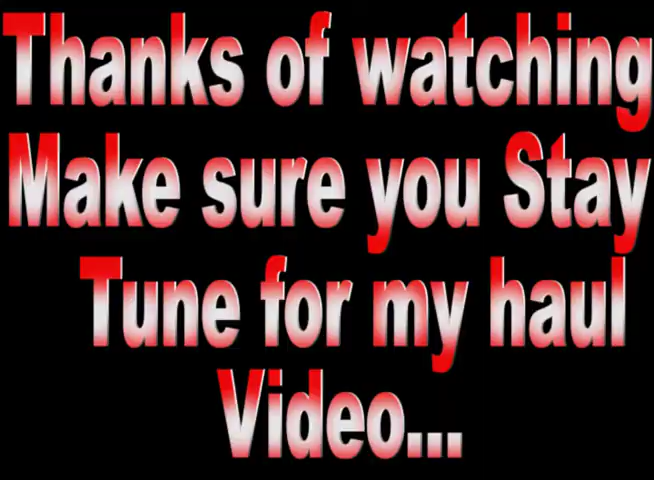 Thanks of watching
Make sure you Stay
Tune for my haul
Video...